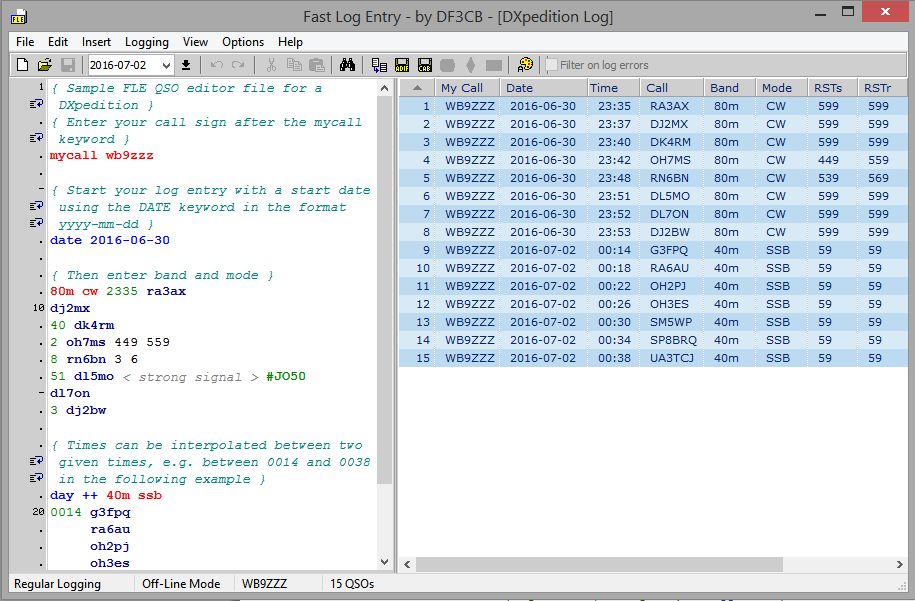 Fast Log Entry - by DF3CB - [DXpedition Log]
FLE
File Edit Insert Logging View Options Help
2016-07-02
ADIF
CAB
Filter on log errors
1 { Sample FLE QSO editor file for a
DXpedition }
{ Enter your call sign after the mycall
keyword }
mycall wb9zzz
{ Start your log entry with a start date
using the DATE keyword in the format
yyyy-mm-dd }
date 2016-06-30
{ Then enter band and mode }
80m cw 2335 ra3ax
10 dj2mx
40 dk4rm
2 oh7ms 449 559
8 rn6bn 3 6
51 dl5mo < strong signal > #JO50
dl7on
3 dj2bw
{ Times can be interpolated between two
given times, e.g. between 0014 and 0038
in the following example }
day ++ 40m ssb
20 0014 g3fpq
ra6au
oh2pj
oh3es
My Call Date Time Call Band Mode RSTs RSTr
1 WB9ZZZ 2016-06-30 23:35 RA3AX 80m CW 599 599
2 WB9ZZZ 2016-06-30 23:37 DJ2MX 80m CW 599 599
3 WB9ZZZ 2016-06-30 23:40 DK4RM 80m CW 599 599
4 WB9ZZZ 2016-06-30 23:42 OH7MS 80m CW 449 559
5 WB9ZZZ 2016-06-30 23:48 RN6BN 80m CW 539 569
6 WB9ZZZ 2016-06-30 23:51 DL5MO 80m CW 599 599
7 WB9ZZZ 2016-06-30 23:52 DL7ON 80m CW 599 599
8 WB9ZZZ 2016-06-30 23:53 DJ2BW 80m CW 599 599
9 WB9ZZZ 2016-07-02 00:14 G3FPQ 40m SSB 59 59
10 WB9ZZZ 2016-07-02 00:18 RA6AU 40m SSB 59 59
11 WB9ZZZ 2016-07-02 00:22 OH2PJ 40m SSB 59 59
12 WB9ZZZ 2016-07-02 00:26 OH3ES 40m SSB 59 59
13 WB9ZZZ 2016-07-02 00:30 SM5WP 40m SSB 59 59
14 WB9ZZZ 2016-07-02 00:34 SP8BRQ 40m SSB 59 59
15 WB9ZZZ 2016-07-02 00:38 UA3TCJ 40m SSB 59 59
Regular Logging Off-Line Mode WB9ZZZ 15 QSOs